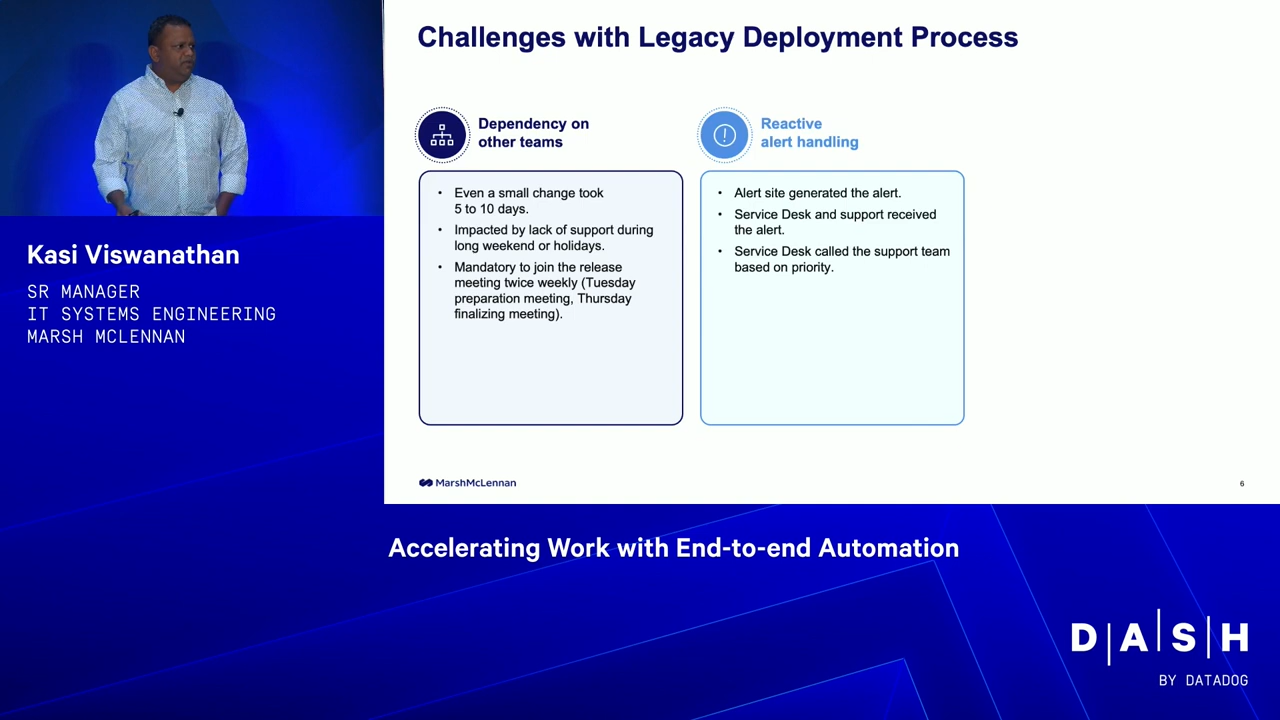 Challenges with Legacy Deployment Process
Dependency on
other teams
• Even a small change took
5 to 10 days.
• Impacted by lack of support during
long weekend or holidays.
• Mandatory to join the release
meeting twice weekly (Tuesday
preparation meeting, Thursday
finalizing meeting).
Reactive
alert handling
• Alert site generated the alert.
• Service Desk and support received
the alert.
• Service Desk called the support team
based on priority.
MarshMcLennan
6
Kasi Viswanathan
SR MANAGER
IT SYSTEMS ENGINEERING
MARSH MCLENNAN
Accelerating Work with End-to-end Automation
D|A|S|H
BY DATADOG